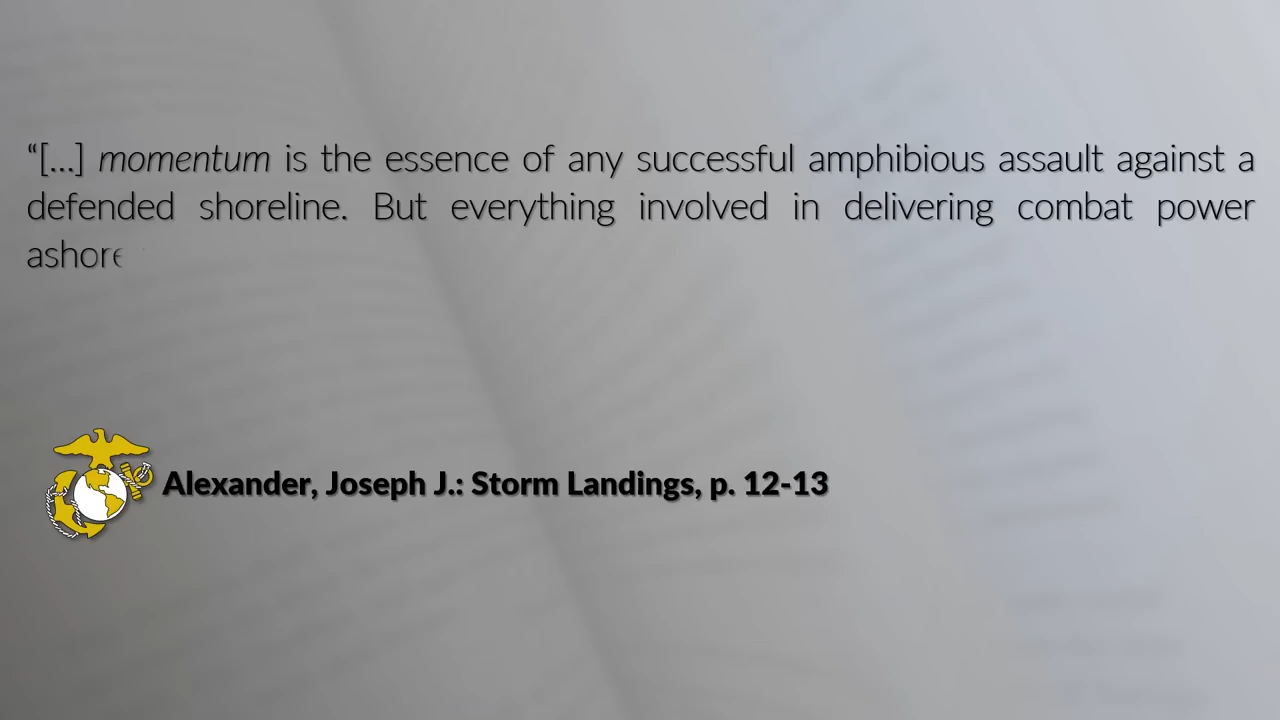 “[...] momentum is the essence of any successful amphibious assault against a
defended shoreline. But everything involved in delivering combat power
ashore
Alexander, Joseph J.: Storm Landings, p. 12-13